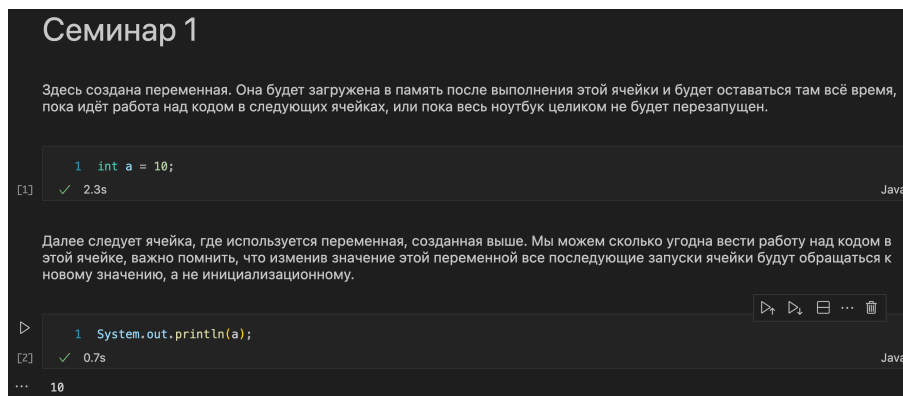 Семинар 1
Здесь создана переменная. Она будет загружена в память после выполнения этой ячейки и будет оставаться там всё время,
пока идёт работа над кодом в следующих ячейках, или пока весь ноутбук целиком не будет перезапущен.
1 int a = 10;
[1] 2.3s Java
Далее следует ячейка, где используется переменная, созданная выше. Мы можем сколько угодна вести работу над кодом в
этой ячейке, важно помнить, что изменив значение этой переменной все последующие запуски ячейки будут обращаться к
новому значению, а не инициализационному.
1 System.out.println(a);
[2] 0.7s Java
... 10